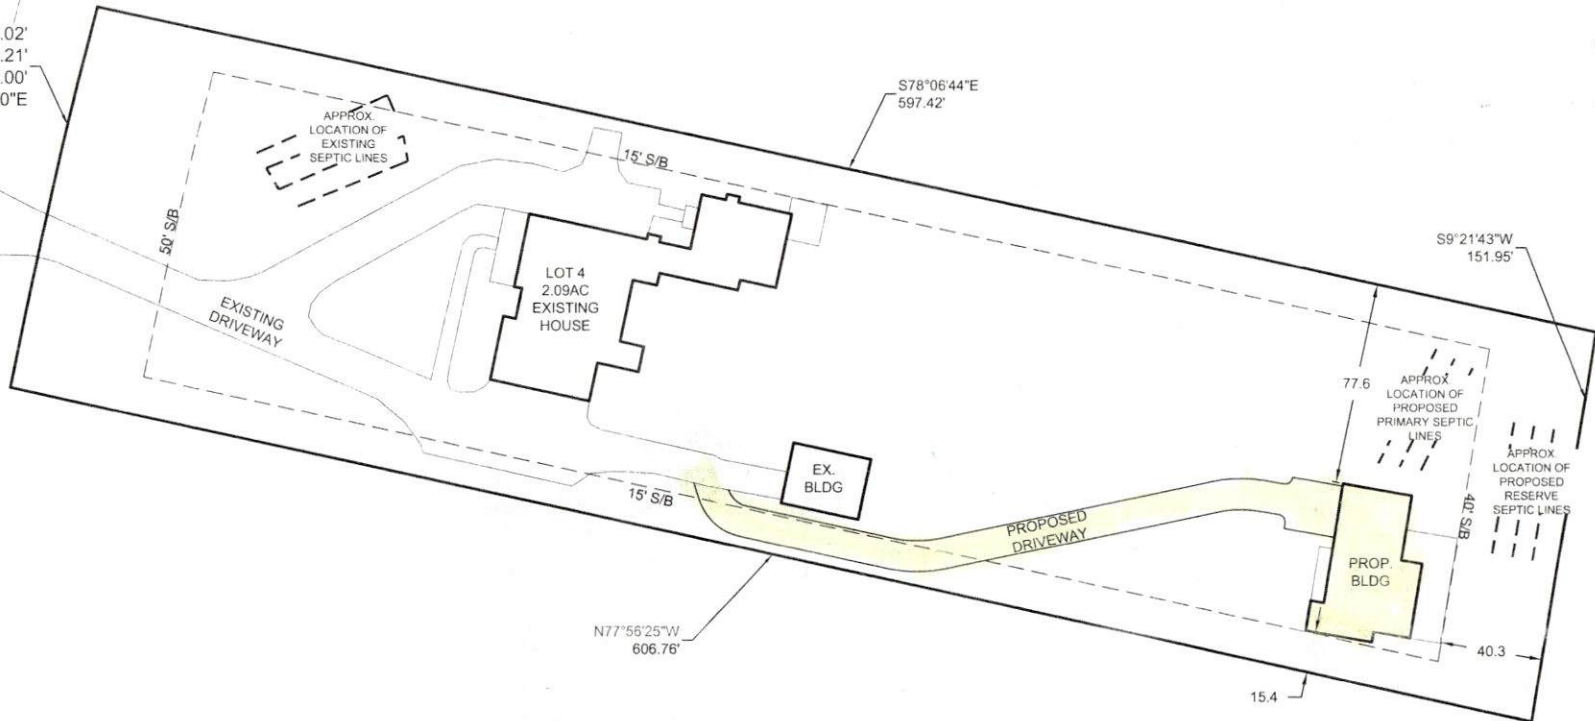 .02'
.21'
.00'
0"E
S78°06'44"E
597.42'
APPROX.
LOCATION OF
EXISTING
SEPTIC LINES
15' S/B
50' S/B
S9°21'43"W
151.95'
LOT 4
2.09AC
EXISTING
HOUSE
EXISTING
DRIVEWAY
77.6
APPROX.
LOCATION OF
PROPOSED
PRIMARY SEPTIC
LINES
APPROX.
LOCATION OF
PROPOSED
RESERVE
SEPTIC LINES
EX.
BLDG
15' S/B
40' S/B
PROPOSED
DRIVEWAY
PROP.
BLDG
N77°56'25"W
606.76'
40.3
15.4